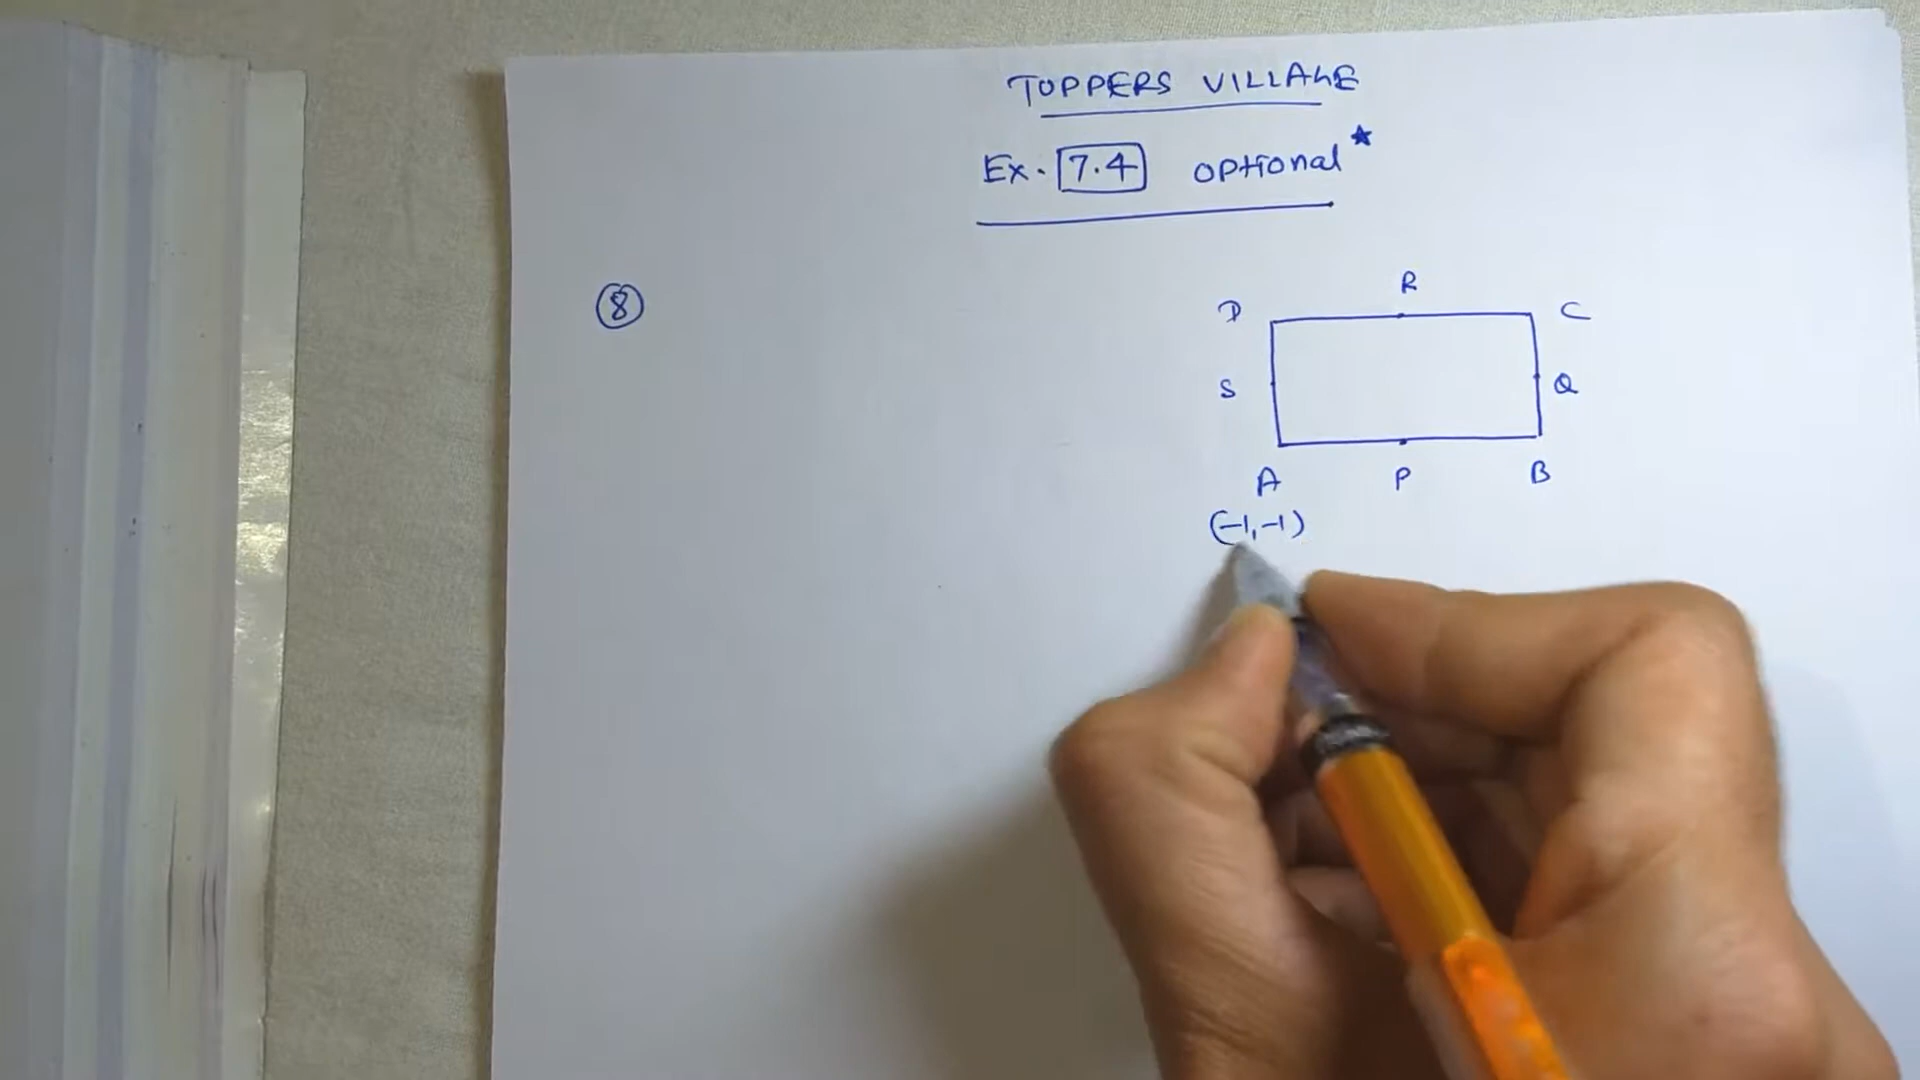 TOPPERS VILLAGE
Ex. 7.4 optional*
8
R
D C
S Q
A P B
(-1,-1)